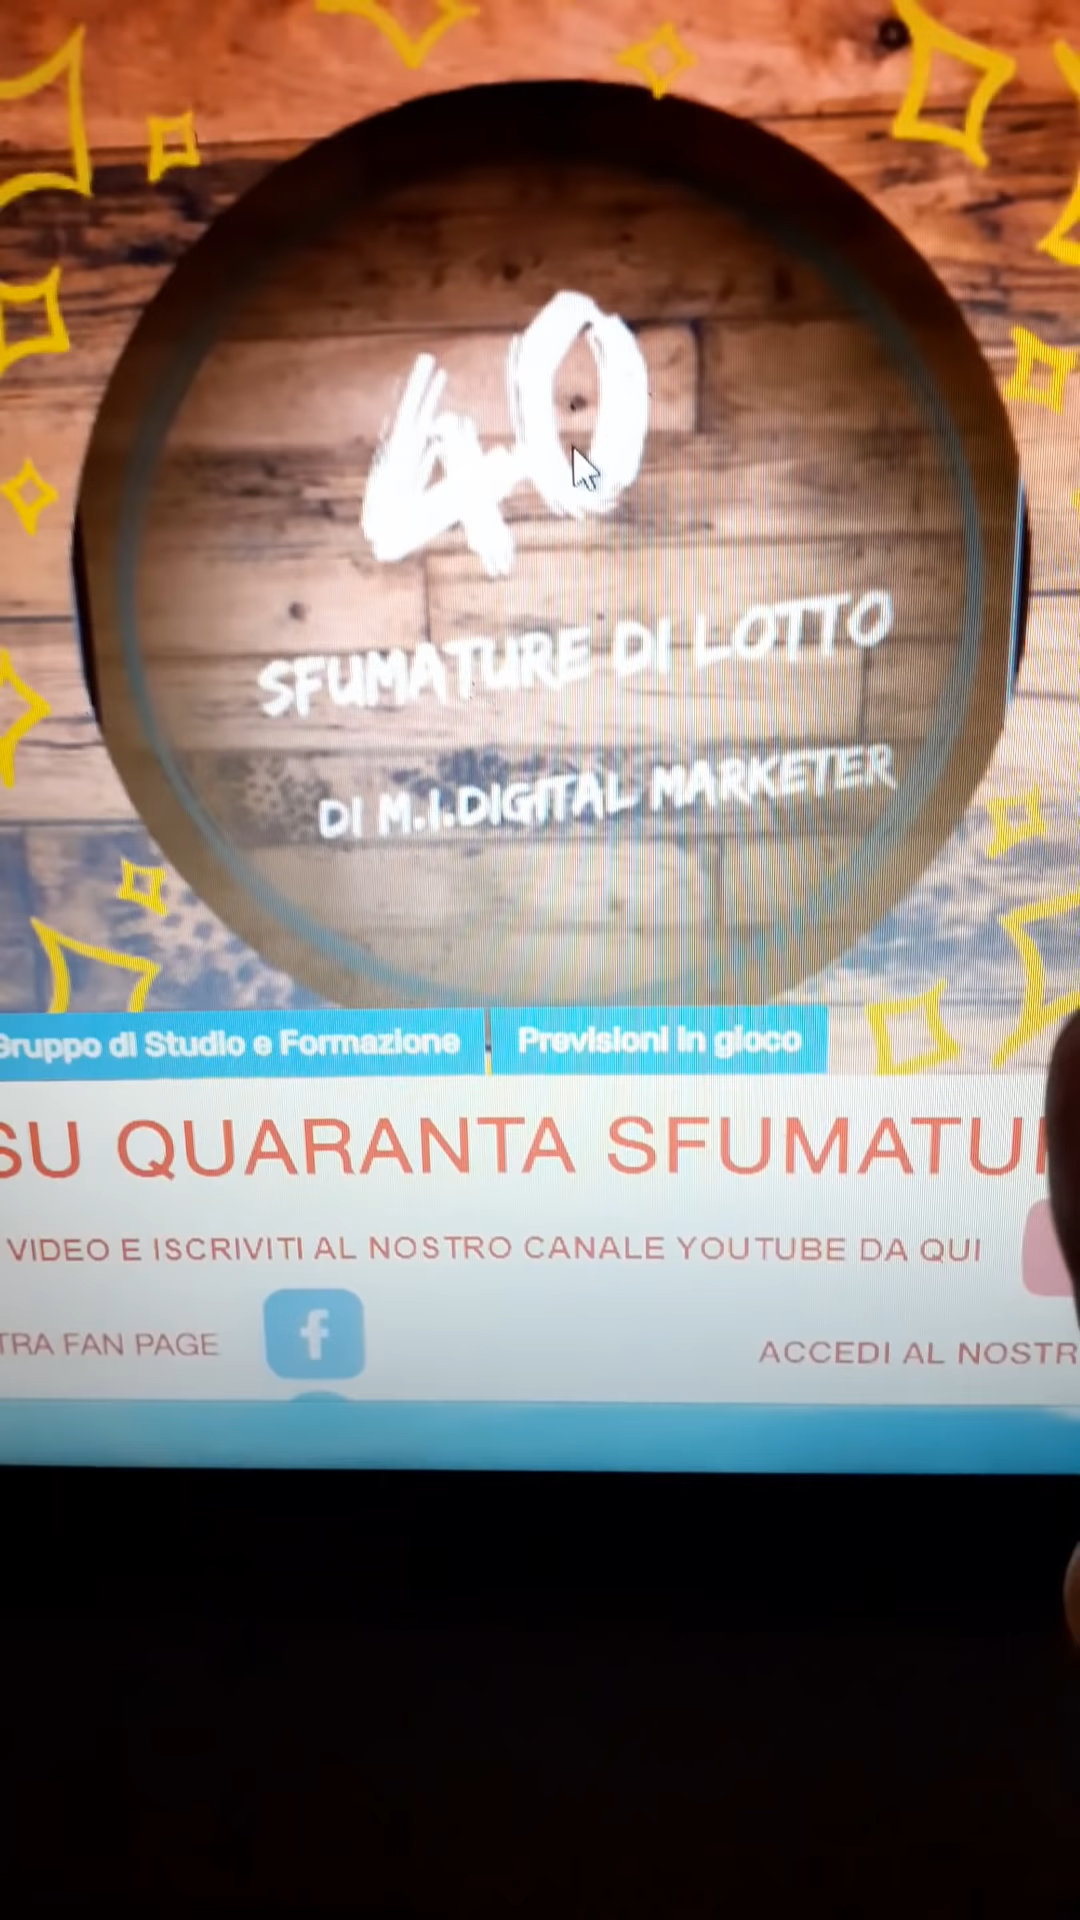 40
SFUMATURE DI LOTTO
DI M.I.DIGITAL MARKETER
Gruppo di Studio e Formazione
Previsioni in gioco
SU QUARANTA SFUMATU
VIDEO E ISCRIVITI AL NOSTRO CANALE YOUTUBE DA QUI
TRA FAN PAGE
f
ACCEDI AL NOSTR